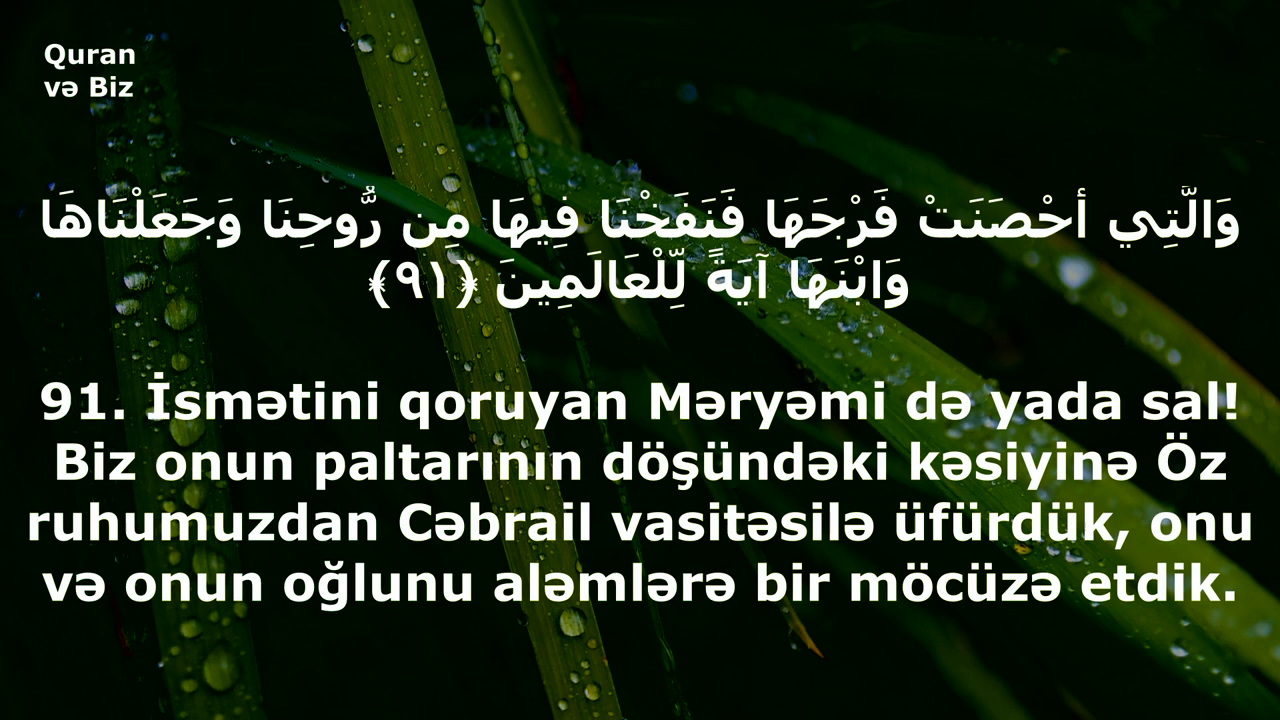 Quran
və Biz
وَالَّتِي أَحْصَنَتْ فَرْجَهَا فَنَفَخْنَا فِيهَا مِن رُّوحِنَا وَجَعَلْنَاهَا
وَابْنَهَا آيَةً لِّلْعَالَمِينَ ﴿٩١﴾
91. İsmətini qoruyan Məryəmi də yada sal!
Biz onun paltarının döşündəki kəsiyinə Öz
ruhumuzdan Cəbrail vasitəsilə üfürdük, onu
və onun oğlunu aləmlərə bir möcüzə etdik.